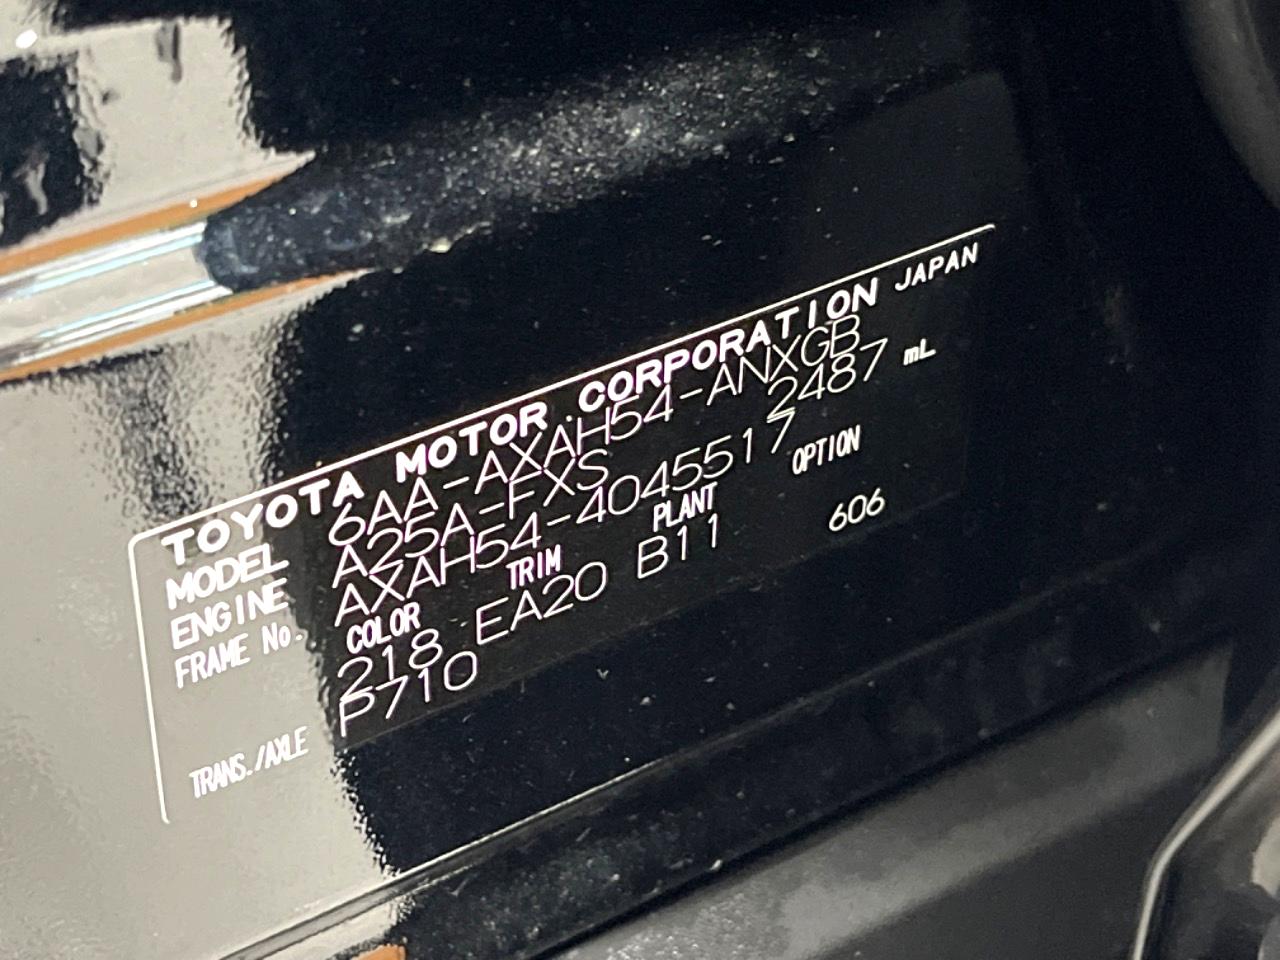 TOYOTA MOTOR CORPORATION JAPAN
MODEL 6AA-AXAH54-ANXGB
ENGINE A25A-FXS 2487 mL
FRAME No. AXAH54-4045517
COLOR TRIM PLANT OPTION
218 EA20 B11 606
TRANS./AXLE P710